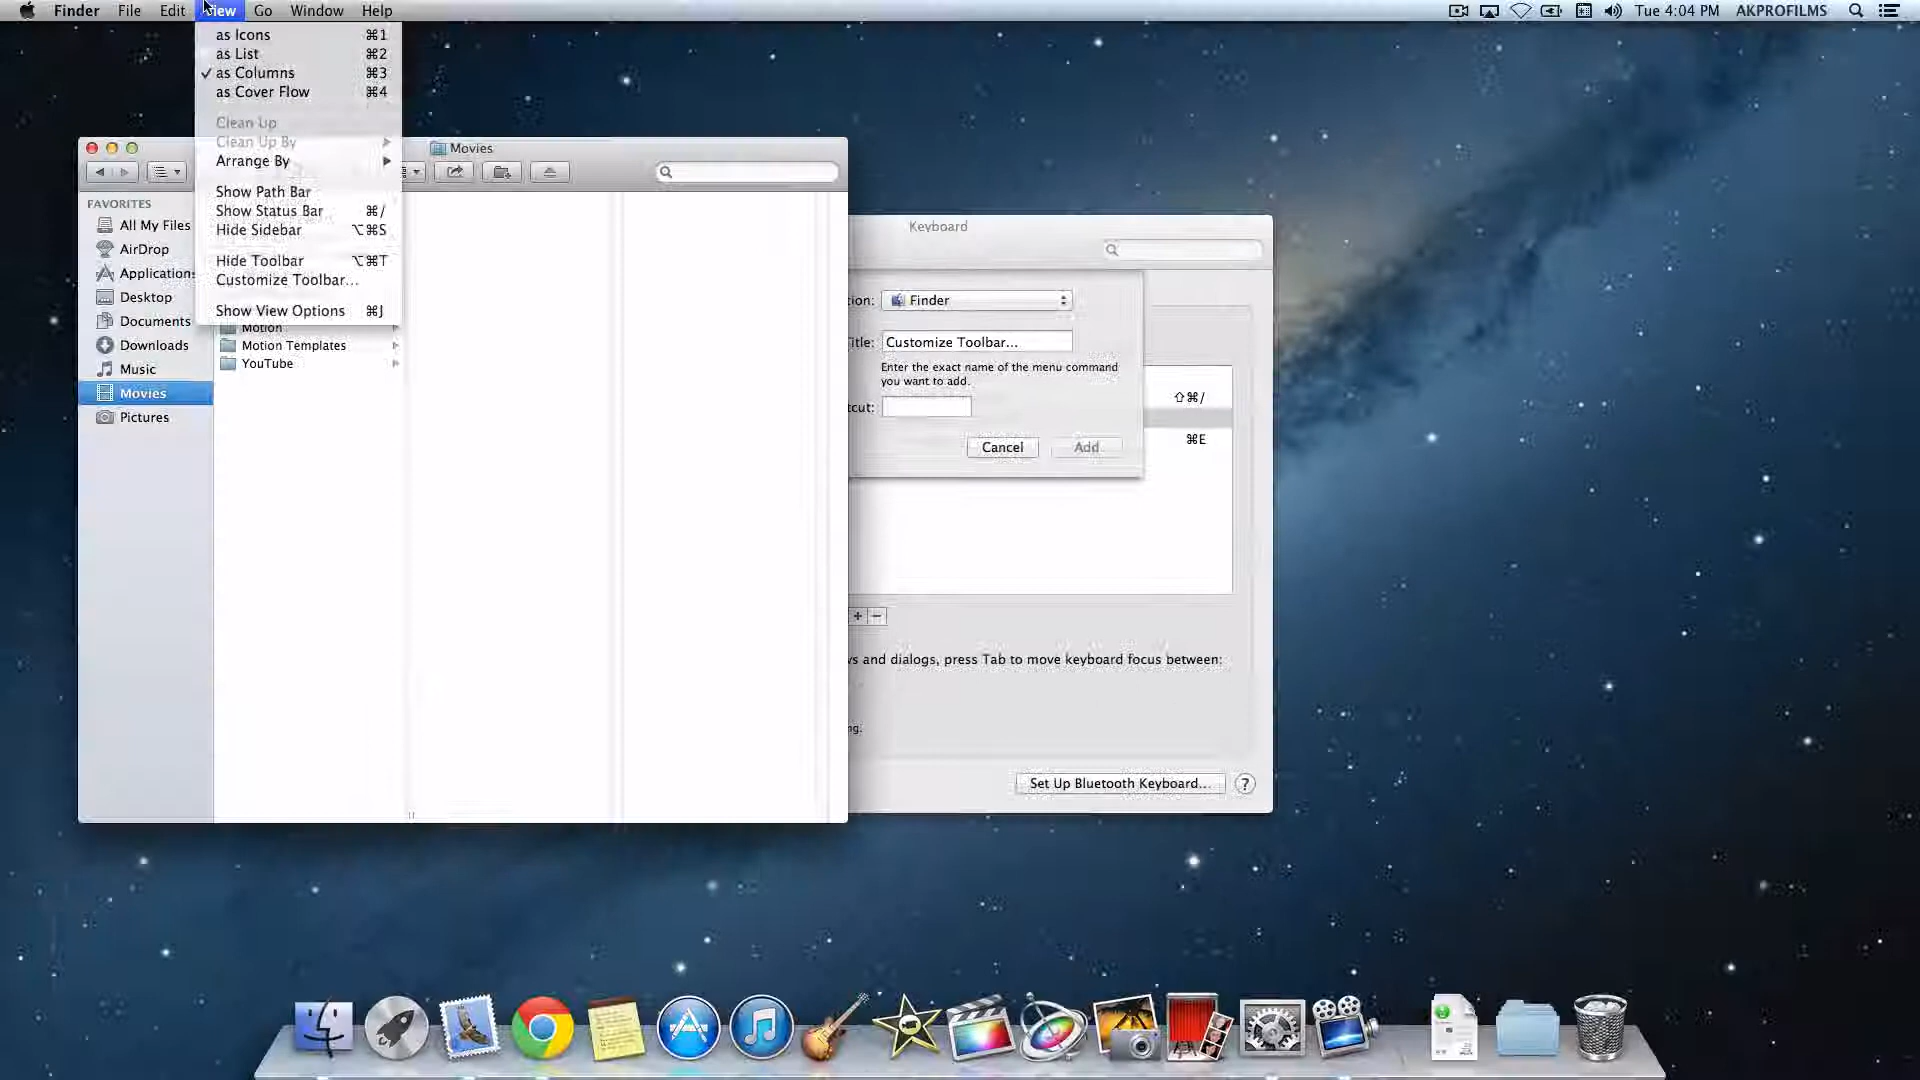 Finder File Edit View Go Window Help
Tue 4:04 PM AKPROFILMS
as Icons ⌘1
as List ⌘2
✓ as Columns ⌘3
as Cover Flow ⌘4
Clean Up
Clean Up By
Arrange By
Show Path Bar
Show Status Bar ⌘/
Hide Sidebar ⌥⌘S
Hide Toolbar ⌥⌘T
Customize Toolbar...
Show View Options ⌘J
Movies
FAVORITES
All My Files
AirDrop
Applications
Desktop
Documents
Downloads
Music
Movies
Pictures
Motion
Motion Templates
YouTube
Keyboard
tion: Finder
Title: Customize Toolbar...
Enter the exact name of the menu command
you want to add.
tcut:
Cancel Add
⇧⌘/
⌘E
+ −
ws and dialogs, press Tab to move keyboard focus between:
ng.
Set Up Bluetooth Keyboard... ?